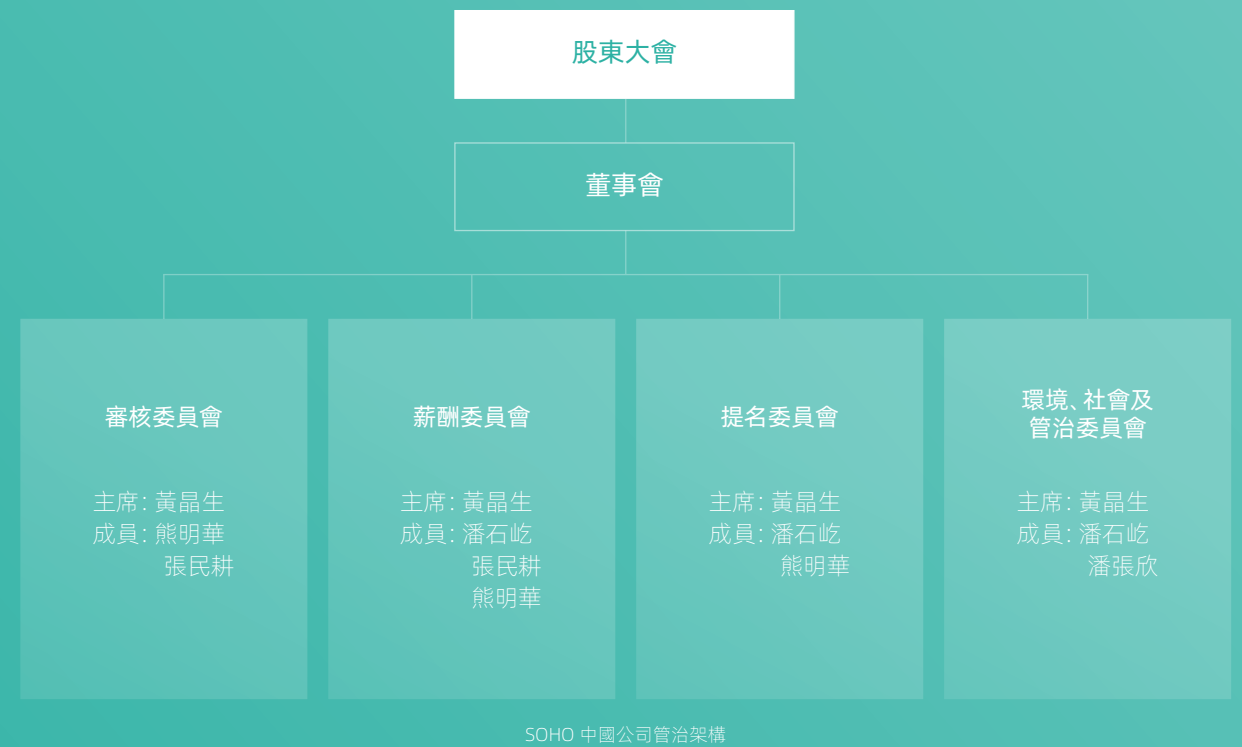 股東大會
董事會
審核委員會
主席：黃晶生
成員：熊明華
張民耕
薪酬委員會
主席：黃晶生
成員：潘石屹
張民耕
熊明華
提名委員會
主席：黃晶生
成員：潘石屹
熊明華
環境、社會及
管治委員會
主席：黃晶生
成員：潘石屹
潘張欣
SOHO 中國公司管治架構